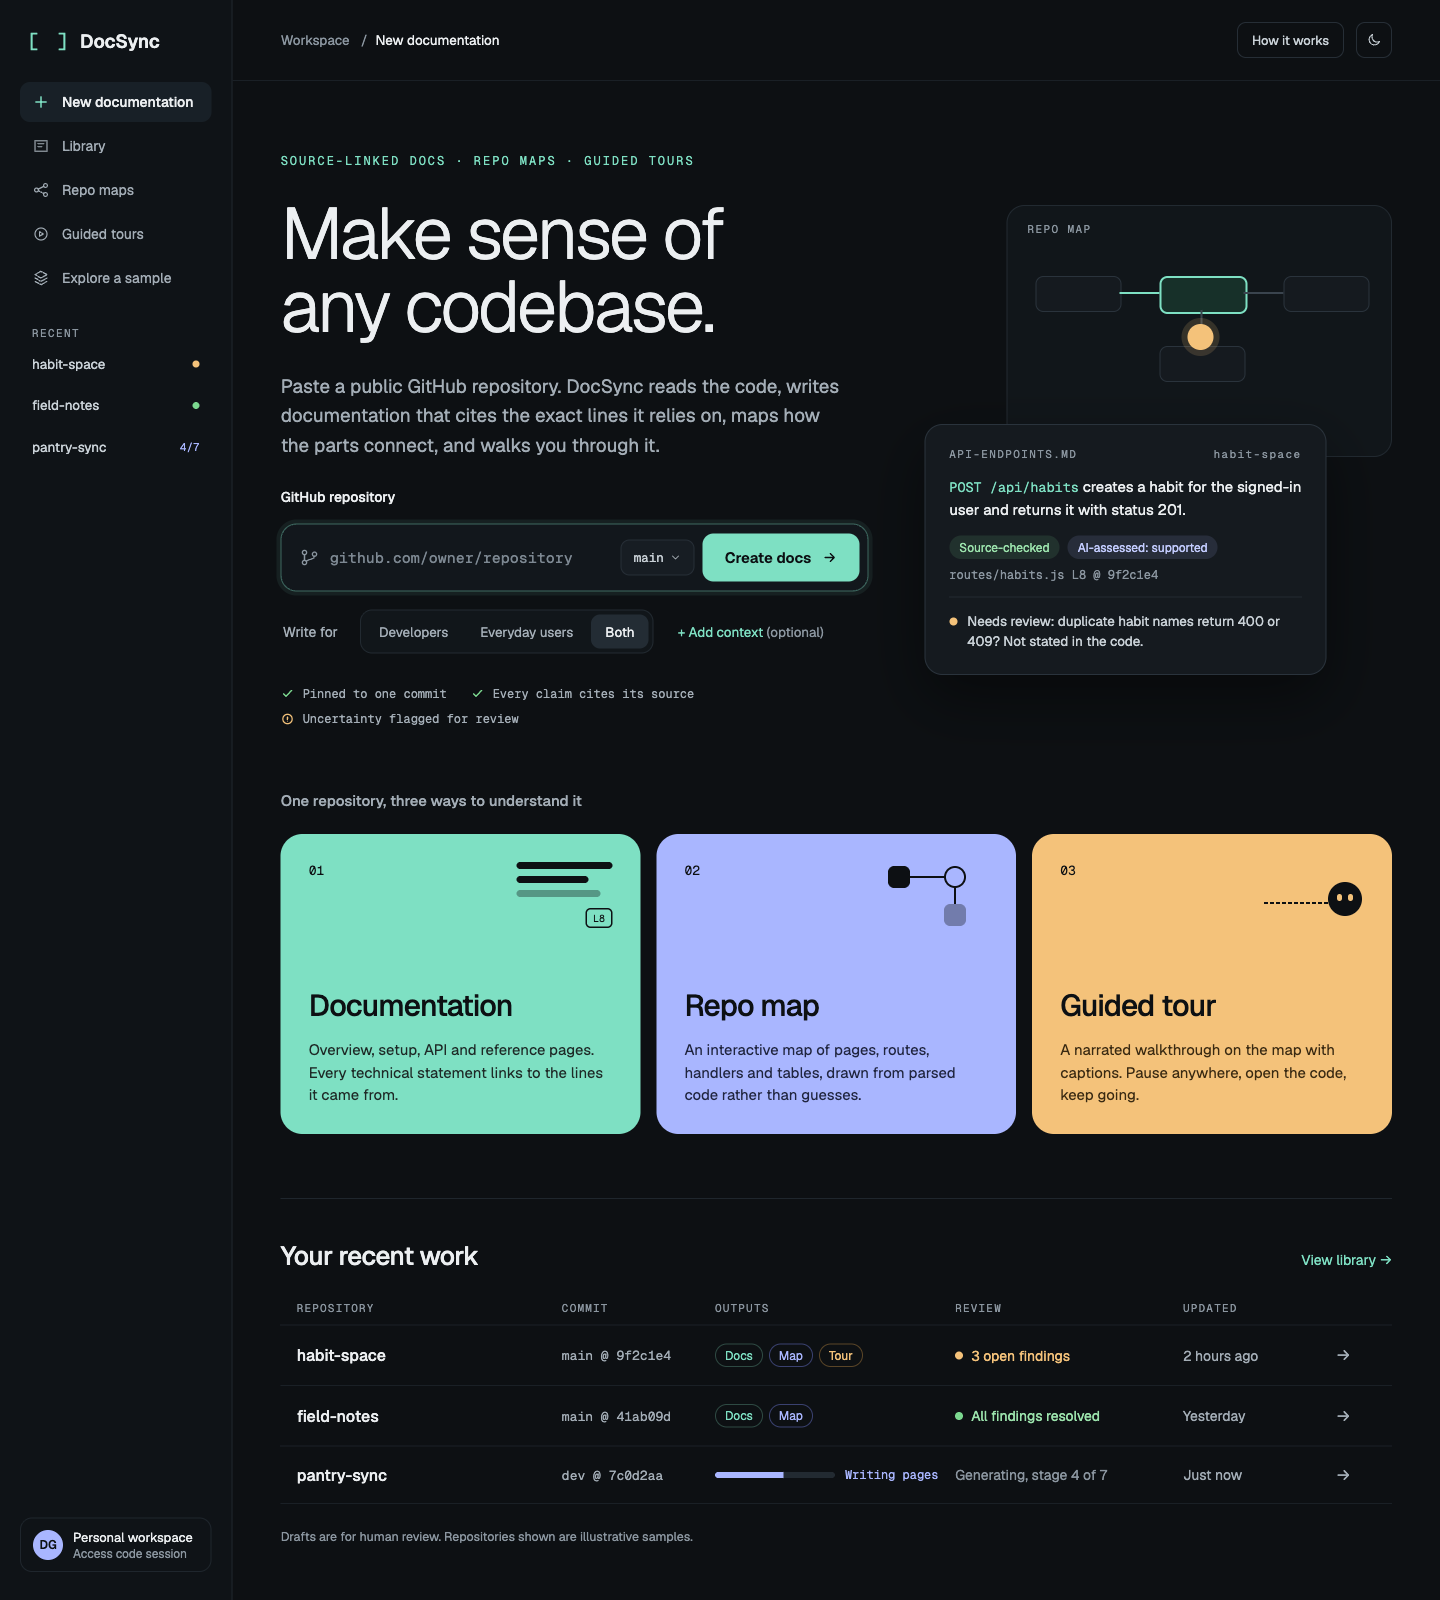 [ ] DocSync
New documentation
Library
Repo maps
Guided tours
Explore a sample
RECENT
habit-space
field-notes
pantry-sync 4/7
DG
Personal workspace
Access code session
Workspace / New documentation
How it works
SOURCE-LINKED DOCS · REPO MAPS · GUIDED TOURS
Make sense of
any codebase.
Paste a public GitHub repository. DocSync reads the code, writes
documentation that cites the exact lines it relies on, maps how
the parts connect, and walks you through it.
GitHub repository
github.com/owner/repository main Create docs →
Write for Developers Everyday users Both + Add context (optional)
Pinned to one commit Every claim cites its source
Uncertainty flagged for review
REPO MAP
API-ENDPOINTS.MD habit-space
POST /api/habits creates a habit for the signed-in
user and returns it with status 201.
Source-checked AI-assessed: supported
routes/habits.js L8 @ 9f2c1e4
Needs review: duplicate habit names return 400 or
409? Not stated in the code.
One repository, three ways to understand it
01
L8
Documentation
Overview, setup, API and reference pages.
Every technical statement links to the lines
it came from.
02
Repo map
An interactive map of pages, routes,
handlers and tables, drawn from parsed
code rather than guesses.
03
Guided tour
A narrated walkthrough on the map with
captions. Pause anywhere, open the code,
keep going.
Your recent work
View library →
REPOSITORY COMMIT OUTPUTS REVIEW UPDATED
habit-space main @ 9f2c1e4 Docs Map Tour 3 open findings 2 hours ago →
field-notes main @ 41ab09d Docs Map All findings resolved Yesterday →
pantry-sync dev @ 7c0d2aa Writing pages Generating, stage 4 of 7 Just now →
Drafts are for human review. Repositories shown are illustrative samples.